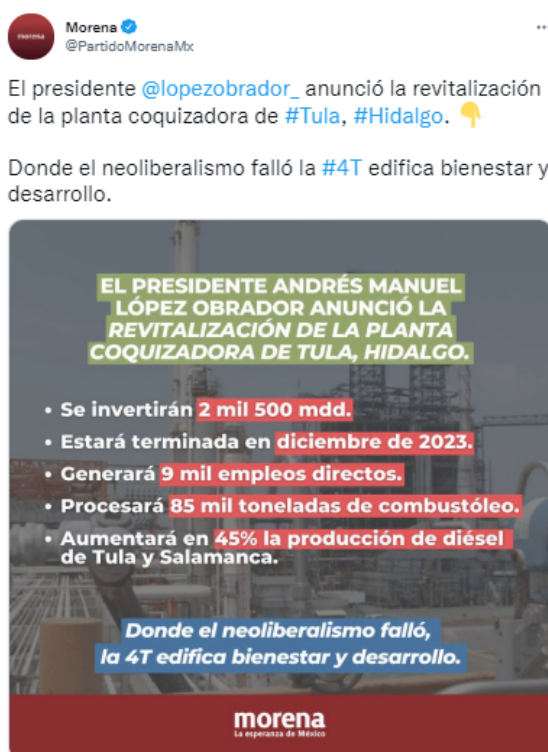 morena
Morena
@PartidoMorenaMx
El presidente @lopezobrador_ anunció la revitalización
de la planta coquizadora de #Tula, #Hidalgo. 👇
Donde el neoliberalismo falló la #4T edifica bienestar y
desarrollo.
EL PRESIDENTE ANDRÉS MANUEL
LÓPEZ OBRADOR ANUNCIÓ LA
REVITALIZACIÓN DE LA PLANTA
COQUIZADORA DE TULA, HIDALGO.
• Se invertirán 2 mil 500 mdd.
• Estará terminada en diciembre de 2023.
• Generará 9 mil empleos directos.
• Procesará 85 mil toneladas de combustóleo.
• Aumentará en 45% la producción de diésel
de Tula y Salamanca.
Donde el neoliberalismo falló,
la 4T edifica bienestar y desarrollo.
morena
La esperanza de México